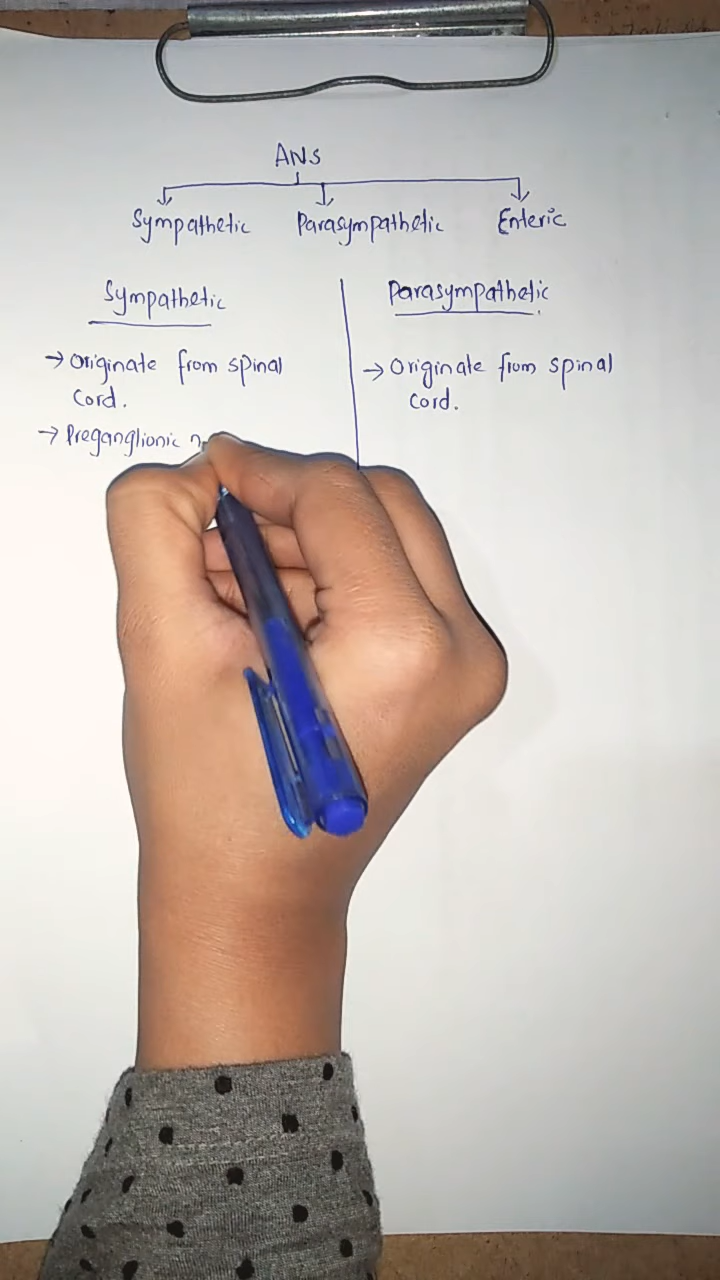 ANS
Sympathetic Parasympathetic Enteric
Sympathetic
→ Originate from spinal
Cord.
→ Preganglionic n
Parasympathetic
→ Originate from spinal
Cord.